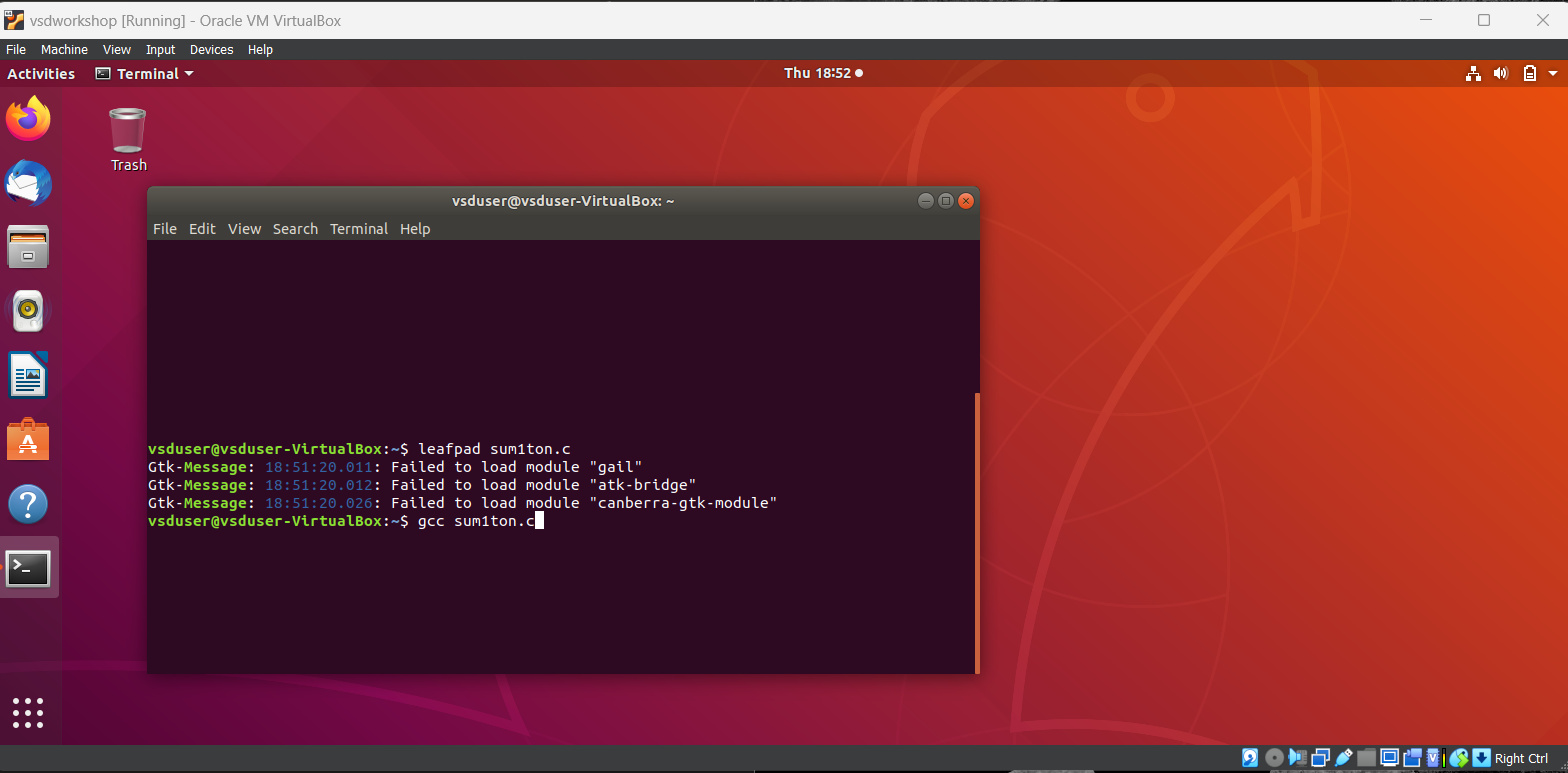 vsdworkshop [Running] - Oracle VM VirtualBox
File Machine View Input Devices Help
Activities Terminal Thu 18:52
Trash
vsduser@vsduser-VirtualBox: ~
File Edit View Search Terminal Help
vsduser@vsduser-VirtualBox:~$ leafpad sum1ton.c
Gtk-Message: 18:51:20.011: Failed to load module "gail"
Gtk-Message: 18:51:20.012: Failed to load module "atk-bridge"
Gtk-Message: 18:51:20.026: Failed to load module "canberra-gtk-module"
vsduser@vsduser-VirtualBox:~$ gcc sum1ton.c
Right Ctrl